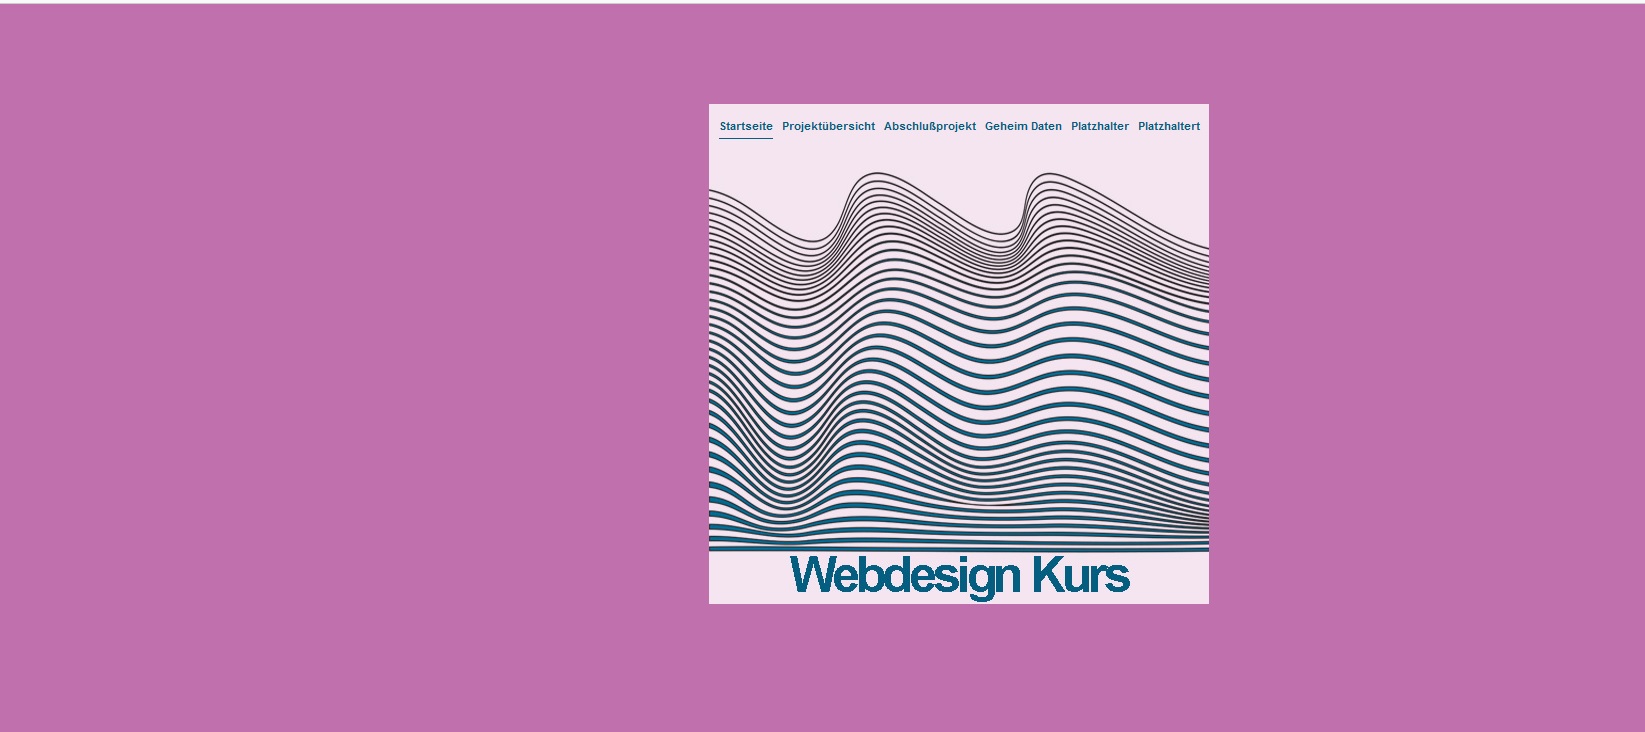 Startseite Projektübersicht Abschlußprojekt Geheim Daten Platzhalter Platzhaltert
Webdesign Kurs